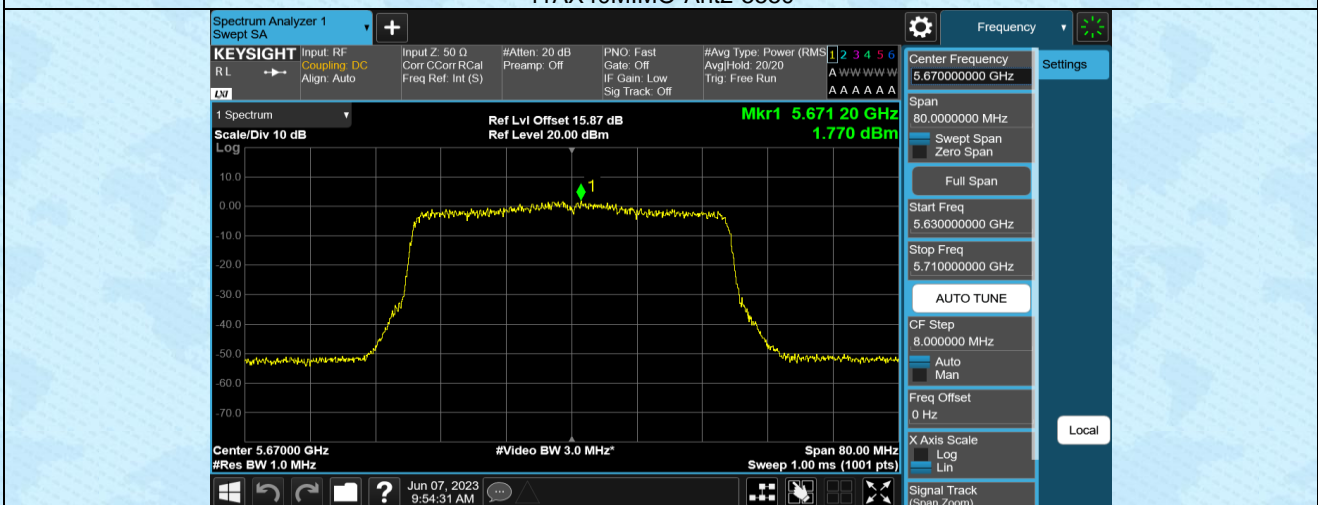 Spectrum Analyzer 1
Swept SA
Frequency
KEYSIGHT
R L
LXI
Input: RF
Coupling: DC
Align: Auto
Input Z: 50 Ω
Corr CCorr RCal
Freq Ref: Int (S)
#Atten: 20 dB
Preamp: Off
PNO: Fast
Gate: Off
IF Gain: Low
Sig Track: Off
#Avg Type: Power (RMS
Avg|Hold: 20/20
Trig: Free Run
1 2 3 4 5 6
A W W W W W
A A A A A A
1 Spectrum
Scale/Div 10 dB
Log
Ref Lvl Offset 15.87 dB
Ref Level 20.00 dBm
Mkr1 5.671 20 GHz
1.770 dBm
1
10.0
0.00
-10.0
-20.0
-30.0
-40.0
-50.0
-60.0
-70.0
Center 5.67000 GHz
#Res BW 1.0 MHz
#Video BW 3.0 MHz*
Span 80.00 MHz
Sweep 1.00 ms (1001 pts)
?
Jun 07, 2023
9:54:31 AM
Center Frequency
5.670000000 GHz
Settings
Span
80.0000000 MHz
Swept Span
Zero Span
Full Span
Start Freq
5.630000000 GHz
Stop Freq
5.710000000 GHz
AUTO TUNE
CF Step
8.000000 MHz
Auto
Man
Freq Offset
0 Hz
Local
X Axis Scale
Log
Lin
Signal Track
(Span Zoom)